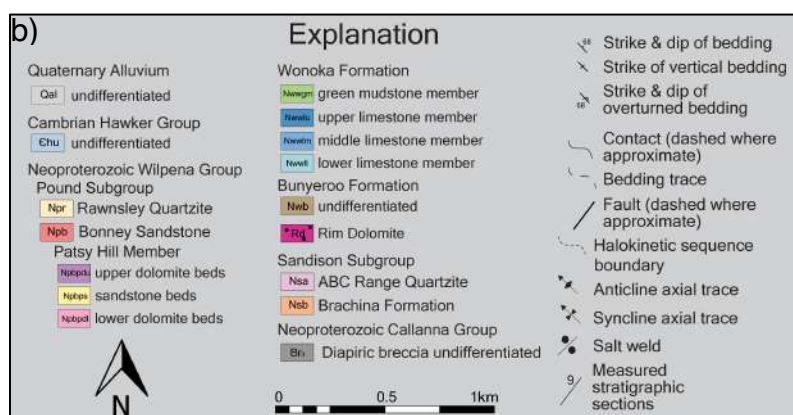 b)
Explanation
Quaternary Alluvium
Qal undifferentiated
Cambrian Hawker Group
Єhu undifferentiated
Neoproterozoic Wilpena Group
Pound Subgroup
Npr Rawnsley Quartzite
Npb Bonney Sandstone
Patsy Hill Member
Npbpdu upper dolomite beds
Npbps sandstone beds
Npbpdl lower dolomite beds
N
Wonoka Formation
Nwwgm green mudstone member
Nwwlu upper limestone member
Nwwlm middle limestone member
Nwwll lower limestone member
Bunyeroo Formation
Nwb undifferentiated
Rd Rim Dolomite
Sandison Subgroup
Nsa ABC Range Quartzite
Nsb Brachina Formation
Neoproterozoic Callanna Group
Diapiric breccia undifferentiated
0 0.5 1km
68 Strike & dip of bedding
Strike of vertical bedding
Strike & dip of
68 overturned bedding
Contact (dashed where
approximate)
Bedding trace
Fault (dashed where
approximate)
Halokinetic sequence
boundary
Anticline axial trace
Syncline axial trace
Salt weld
9 Measured
stratigraphic
sections